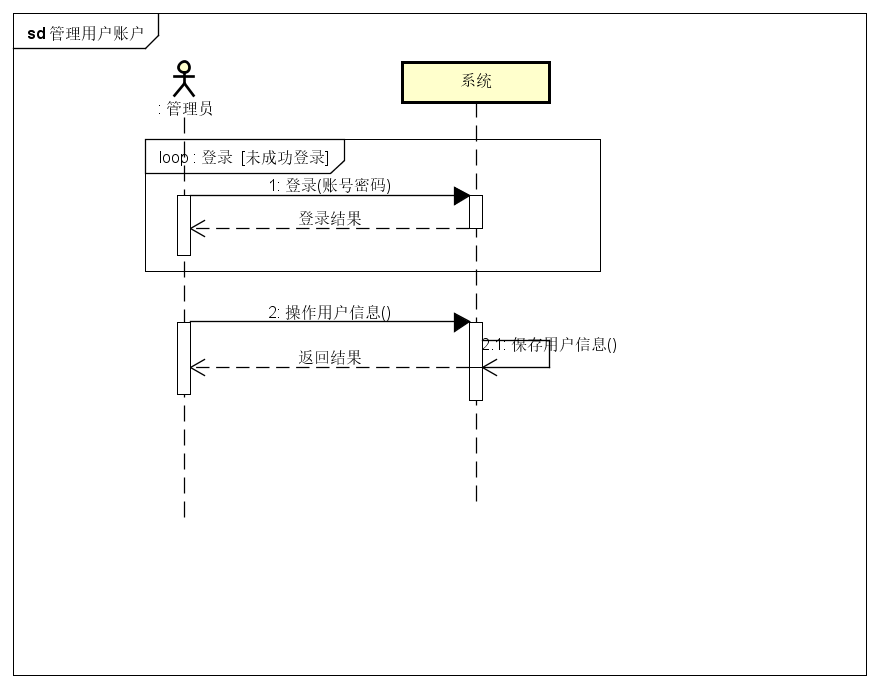 sd 管理用户账户
: 管理员
系统
loop : 登录 [未成功登录]
1: 登录(账号密码)
登录结果
2: 操作用户信息()
2.1: 保存用户信息()
返回结果